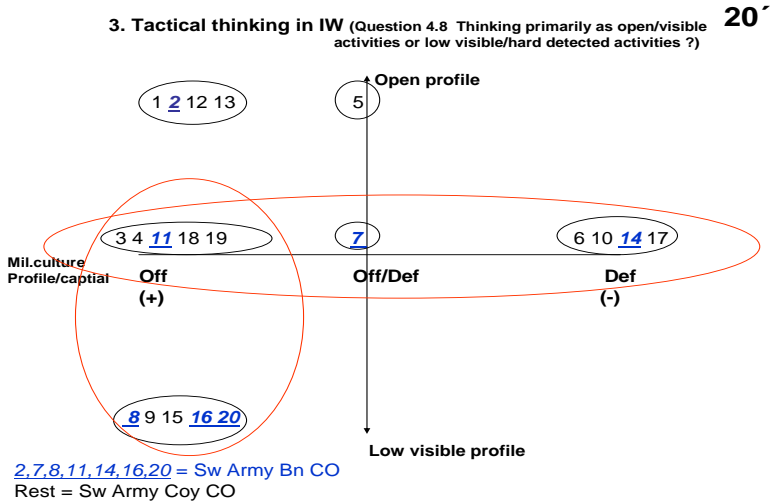 3. Tactical thinking in IW (Question 4.8 Thinking primarily as open/visible
activities or low visible/hard detected activities ?)
20´
Open profile
1 2 12 13
5
3 4 11 18 19
7
6 10 14 17
Mil.culture
Profile/captial
Off
(+)
Off/Def
Def
(-)
8 9 15 16 20
Low visible profile
2,7,8,11,14,16,20 = Sw Army Bn CO
Rest = Sw Army Coy CO